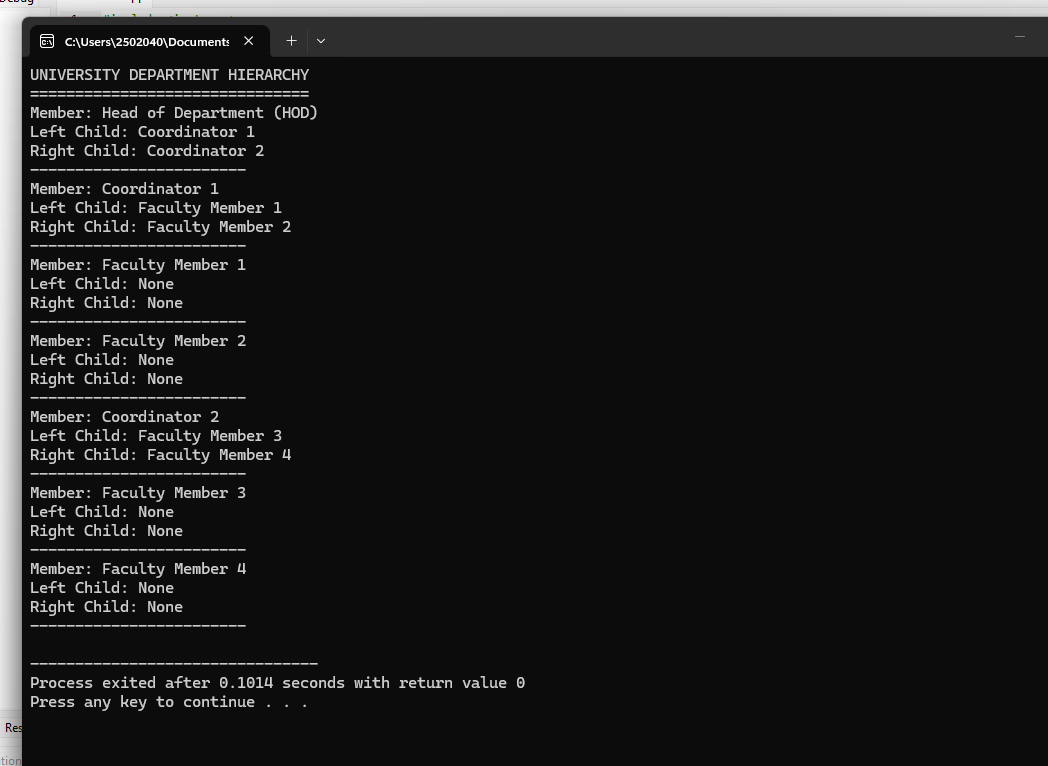 C:\Users\2502040\Documents
UNIVERSITY DEPARTMENT HIERARCHY
===============================
Member: Head of Department (HOD)
Left Child: Coordinator 1
Right Child: Coordinator 2
------------------------
Member: Coordinator 1
Left Child: Faculty Member 1
Right Child: Faculty Member 2
------------------------
Member: Faculty Member 1
Left Child: None
Right Child: None
------------------------
Member: Faculty Member 2
Left Child: None
Right Child: None
------------------------
Member: Coordinator 2
Left Child: Faculty Member 3
Right Child: Faculty Member 4
------------------------
Member: Faculty Member 3
Left Child: None
Right Child: None
------------------------
Member: Faculty Member 4
Left Child: None
Right Child: None
------------------------
--------------------------------
Process exited after 0.1014 seconds with return value 0
Press any key to continue . . .
Res
tion